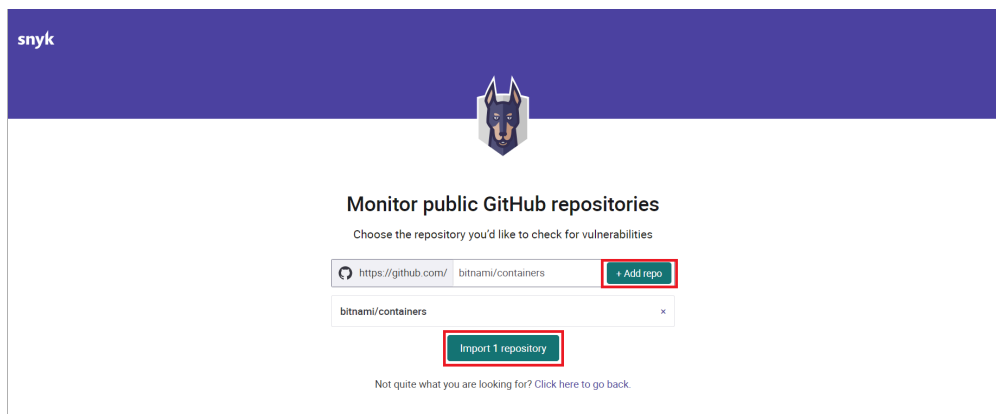 snyk
Monitor public GitHub repositories
Choose the repository you'd like to check for vulnerabilities
https://github.com/ bitnami/containers + Add repo
bitnami/containers ×
Import 1 repository
Not quite what you are looking for? Click here to go back.